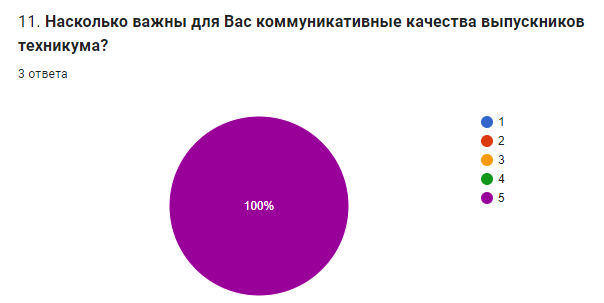 11. Насколько важны для Вас коммуникативные качества выпускников
техникума?
3 ответа
100%
1
2
3
4
5